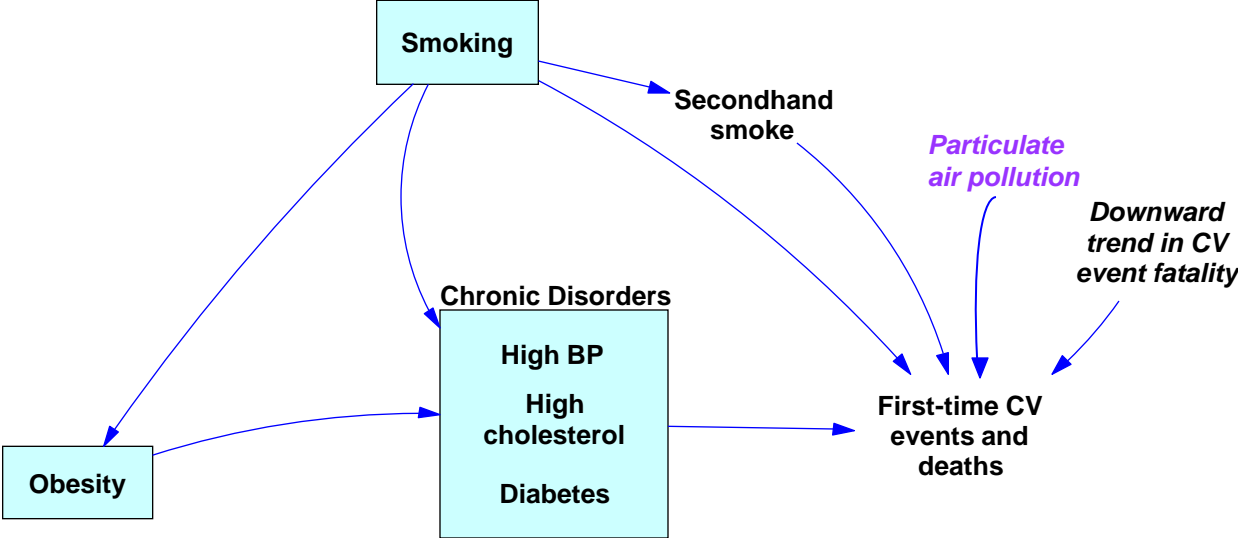 Smoking
Secondhand
smoke
Particulate
air pollution
Downward
trend in CV
event fatality
Chronic Disorders
High BP
High
cholesterol
Diabetes
First-time CV
events and
deaths
Obesity